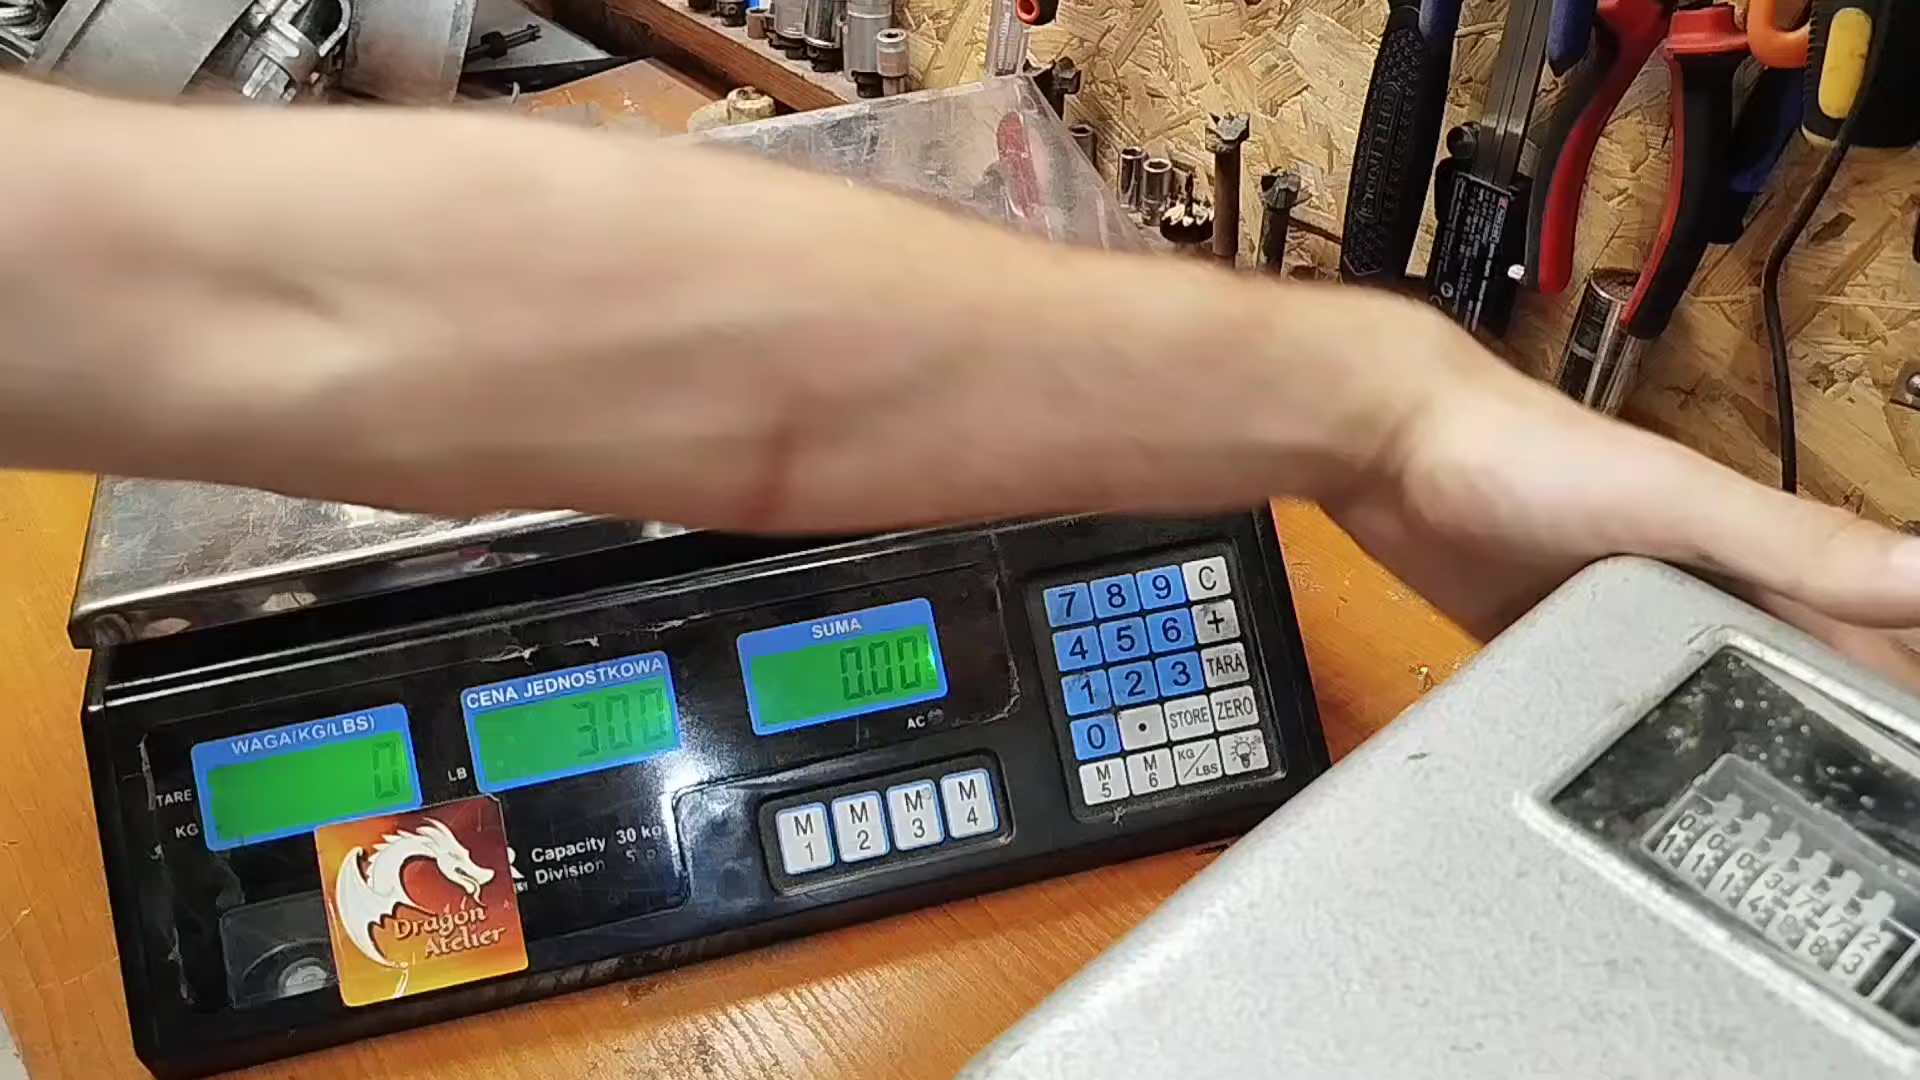 WAGA(KG/LBS)
0
TARE
KG
CENA JEDNOSTKOWA
3.00
LB
SUMA
0.00
AC
Capacity 30 kg
Division 5 g
Dragon
Atelier
M 1
M 2
M 3
M 4
7 8 9 C
4 5 6 +
1 2 3 TARA
0 . STORE ZERO
M 5
M 6
KG/LBS